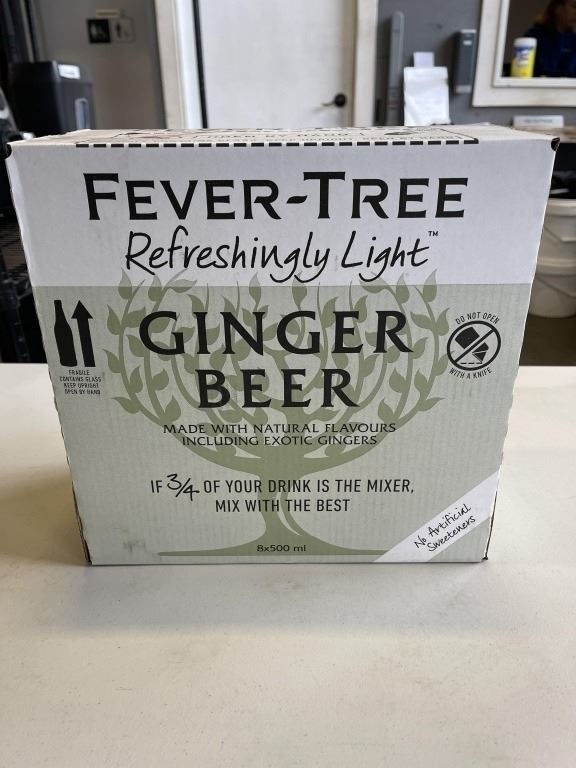 FEVER-TREE
Refreshingly Light™
GINGER
BEER
MADE WITH NATURAL FLAVOURS
INCLUDING EXOTIC GINGERS
IF 3/4 OF YOUR DRINK IS THE MIXER,
MIX WITH THE BEST
8x500 ml
FRAGILE
CONTAINS GLASS
KEEP UPRIGHT
OPEN BY HAND
DO NOT OPEN
WITH A KNIFE
No Artificial
Sweeteners